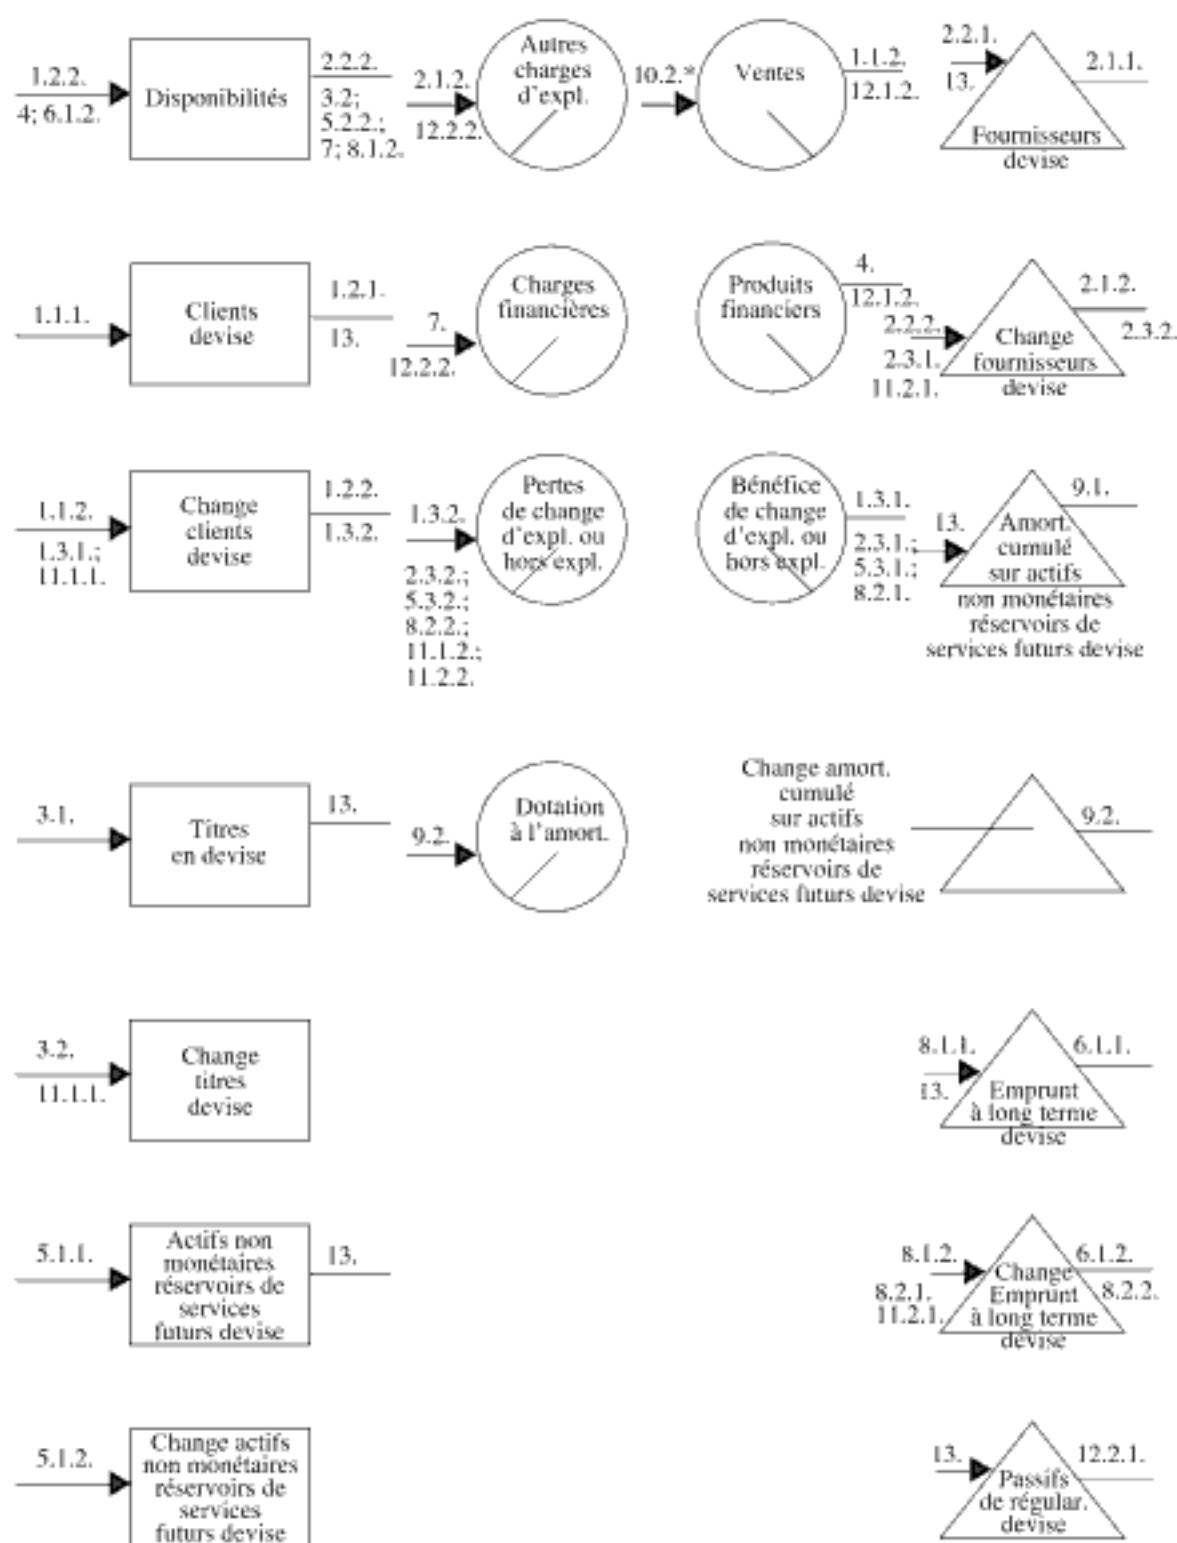 1.2.2.
4; 6.1.2.
Disponibilités
2.2.2.
3.2;
5.2.2.;
7; 8.1.2.
2.1.2.
12.2.2.
Autres
charges
d'expl.
10.2.*
Ventes
1.1.2.
12.1.2.
2.2.1.
13.
2.1.1.
Fournisseurs
devise
1.1.1.
Clients
devise
1.2.1.
13.
7.
12.2.2.
Charges
financières
Produits
financiers
4.
12.1.2.
2.2.2.
2.3.1.
11.2.1.
Change
fournisseurs
devise
2.1.2.
2.3.2.
1.1.2.
1.3.1.;
11.1.1.
Change
clients
devise
1.2.2.
1.3.2.
1.3.2.
2.3.2.;
5.3.2.;
8.2.2.;
11.1.2.;
11.2.2.
Pertes
de change
d'expl. ou
hors expl.
Bénéfice
de change
d'expl. ou
hors expl.
1.3.1.
2.3.1.;
5.3.1.;
8.2.1.
13.
9.1.
Amort.
cumulé
sur actifs
non monétaires
réservoirs de
services futurs devise
3.1.
Titres
en devise
13.
9.2.
Dotation
à l'amort.
Change amort.
cumulé
sur actifs
non monétaires
réservoirs de
services futurs devise
9.2.
3.2.
11.1.1.
Change
titres
devise
8.1.1.
13.
6.1.1.
Emprunt
à long terme
devise
5.1.1.
Actifs non
monétaires
réservoirs de
services
futurs devise
13.
8.1.2.
8.2.1.
11.2.1.
Change
Emprunt
à long terme
devise
6.1.2.
8.2.2.
5.1.2.
Change actifs
non monétaires
réservoirs de
services
futurs devise
13.
12.2.1.
Passifs
de régular.
devise